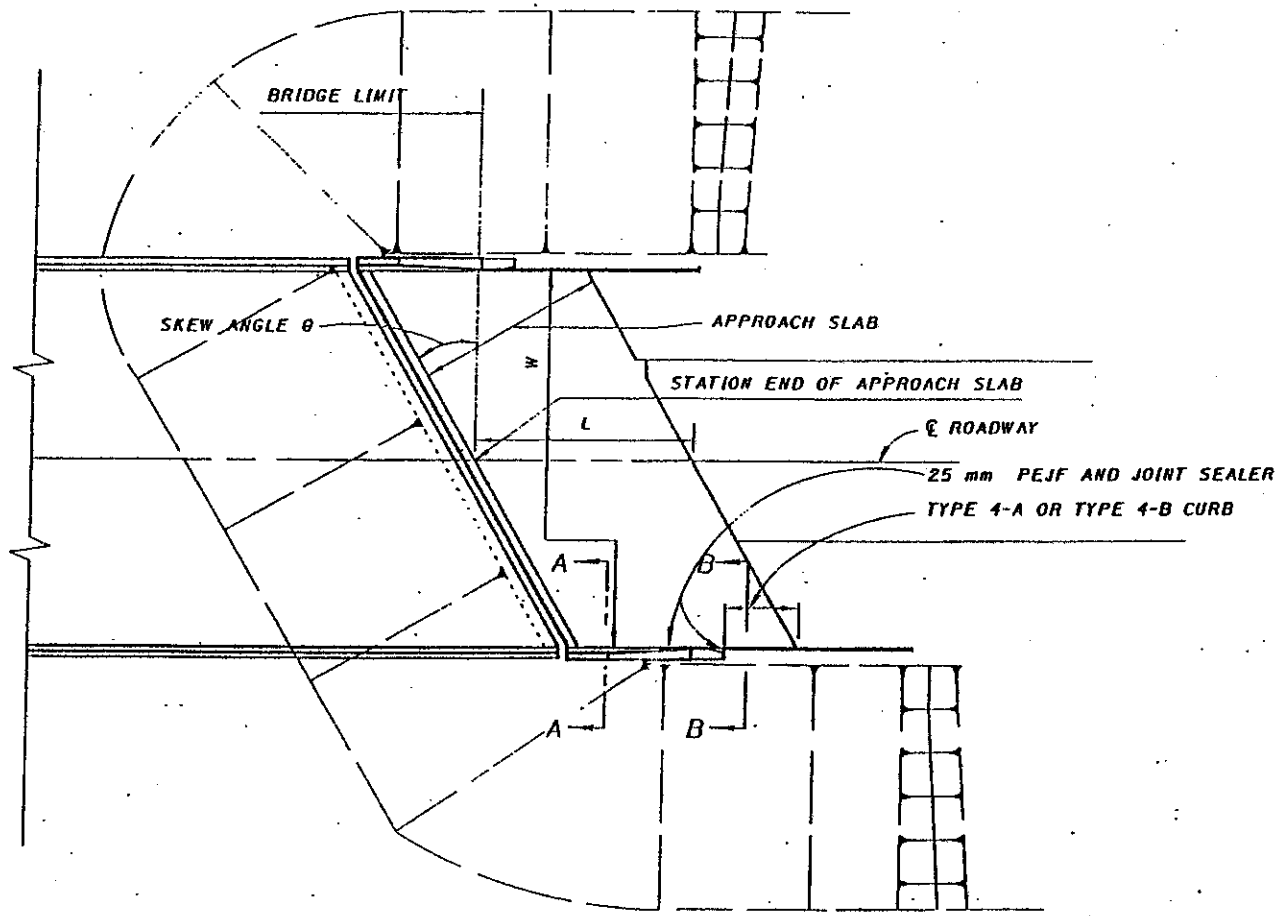 BRIDGE LIMIT
SKEW ANGLE θ
APPROACH SLAB
W
STATION END OF APPROACH SLAB
L
℄ ROADWAY
25 mm PEJF AND JOINT SEALER
TYPE 4-A OR TYPE 4-B CURB
A
B
A
B